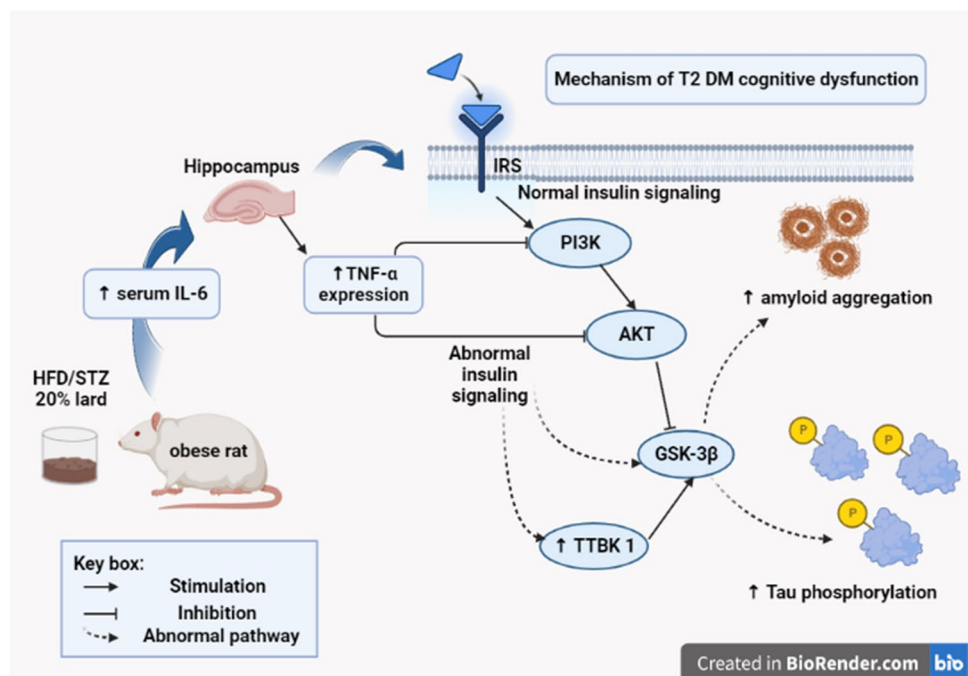 Mechanism of T2 DM cognitive dysfunction
Hippocampus
IRS
Normal insulin signaling
PI3K
↑TNF-α
expression
↑ serum IL-6
↑ amyloid aggregation
AKT
Abnormal
insulin
signaling
HFD/STZ
20% lard
obese rat
GSK-3β
P
P
P
↑ TTBK 1
↑ Tau phosphorylation
Key box:
Stimulation
Inhibition
Abnormal pathway
Created in BioRender.com bio